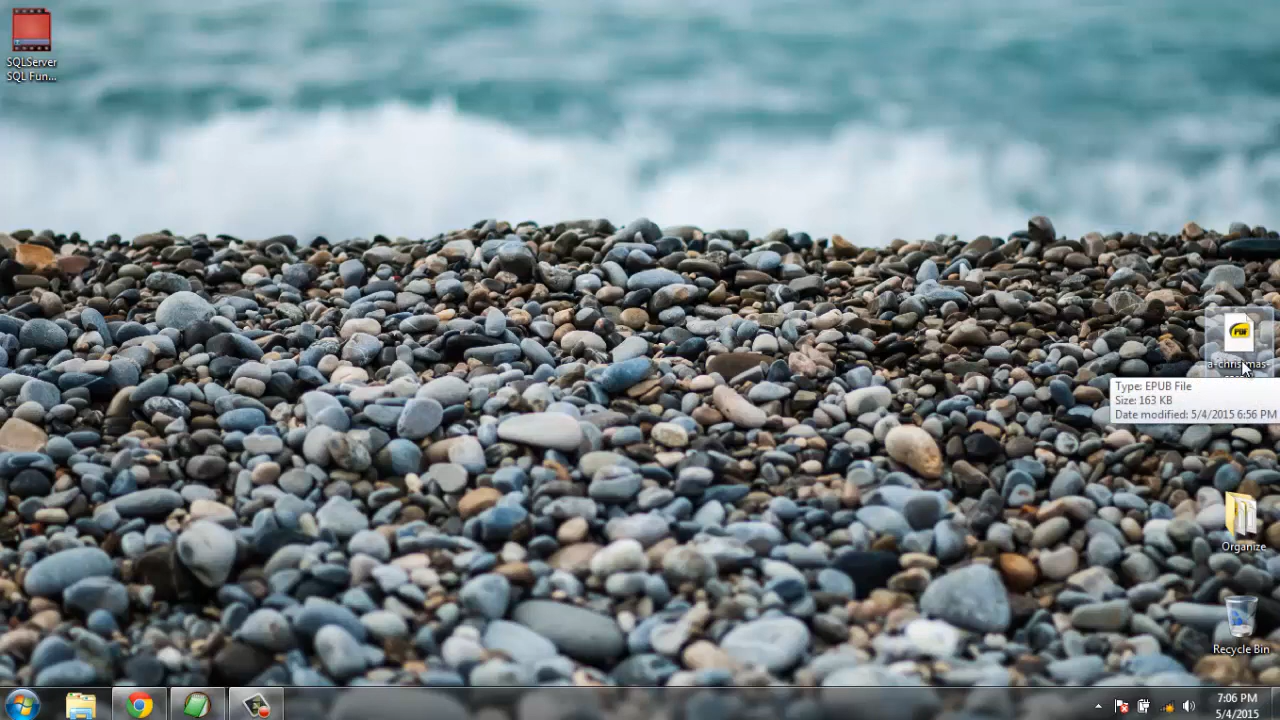 SQLServer
SQL Fun...
a-christmas-
Type: EPUB File
Size: 163 KB
Date modified: 5/4/2015 6:56 PM
Organize
Recycle Bin
7:06 PM
5/4/2015